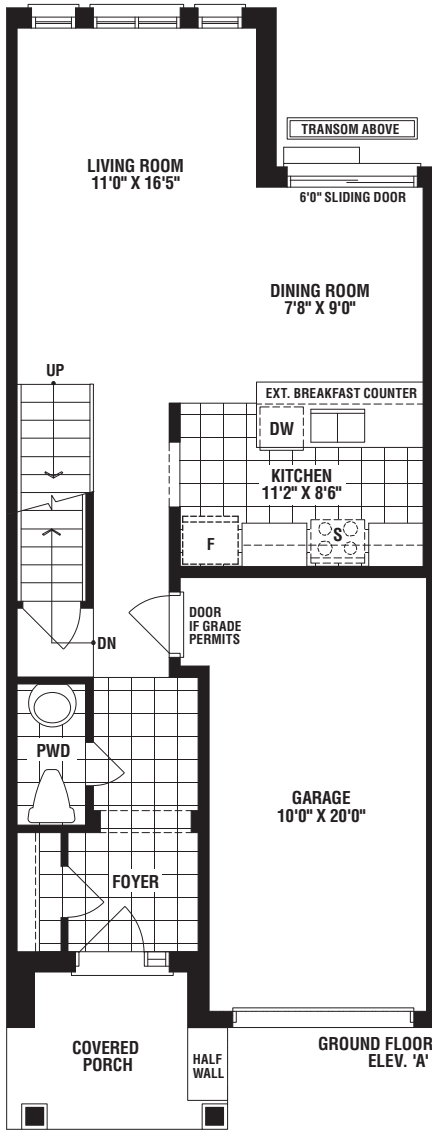 TRANSOM ABOVE
LIVING ROOM
11'0" X 16'5"
6'0" SLIDING DOOR
DINING ROOM
7'8" X 9'0"
UP
EXT. BREAKFAST COUNTER
DW
KITCHEN
11'2" X 8'6"
F
S
DOOR
IF GRADE
PERMITS
DN
PWD
GARAGE
10'0" X 20'0"
FOYER
COVERED
PORCH
HALF
WALL
GROUND FLOOR
ELEV. 'A'